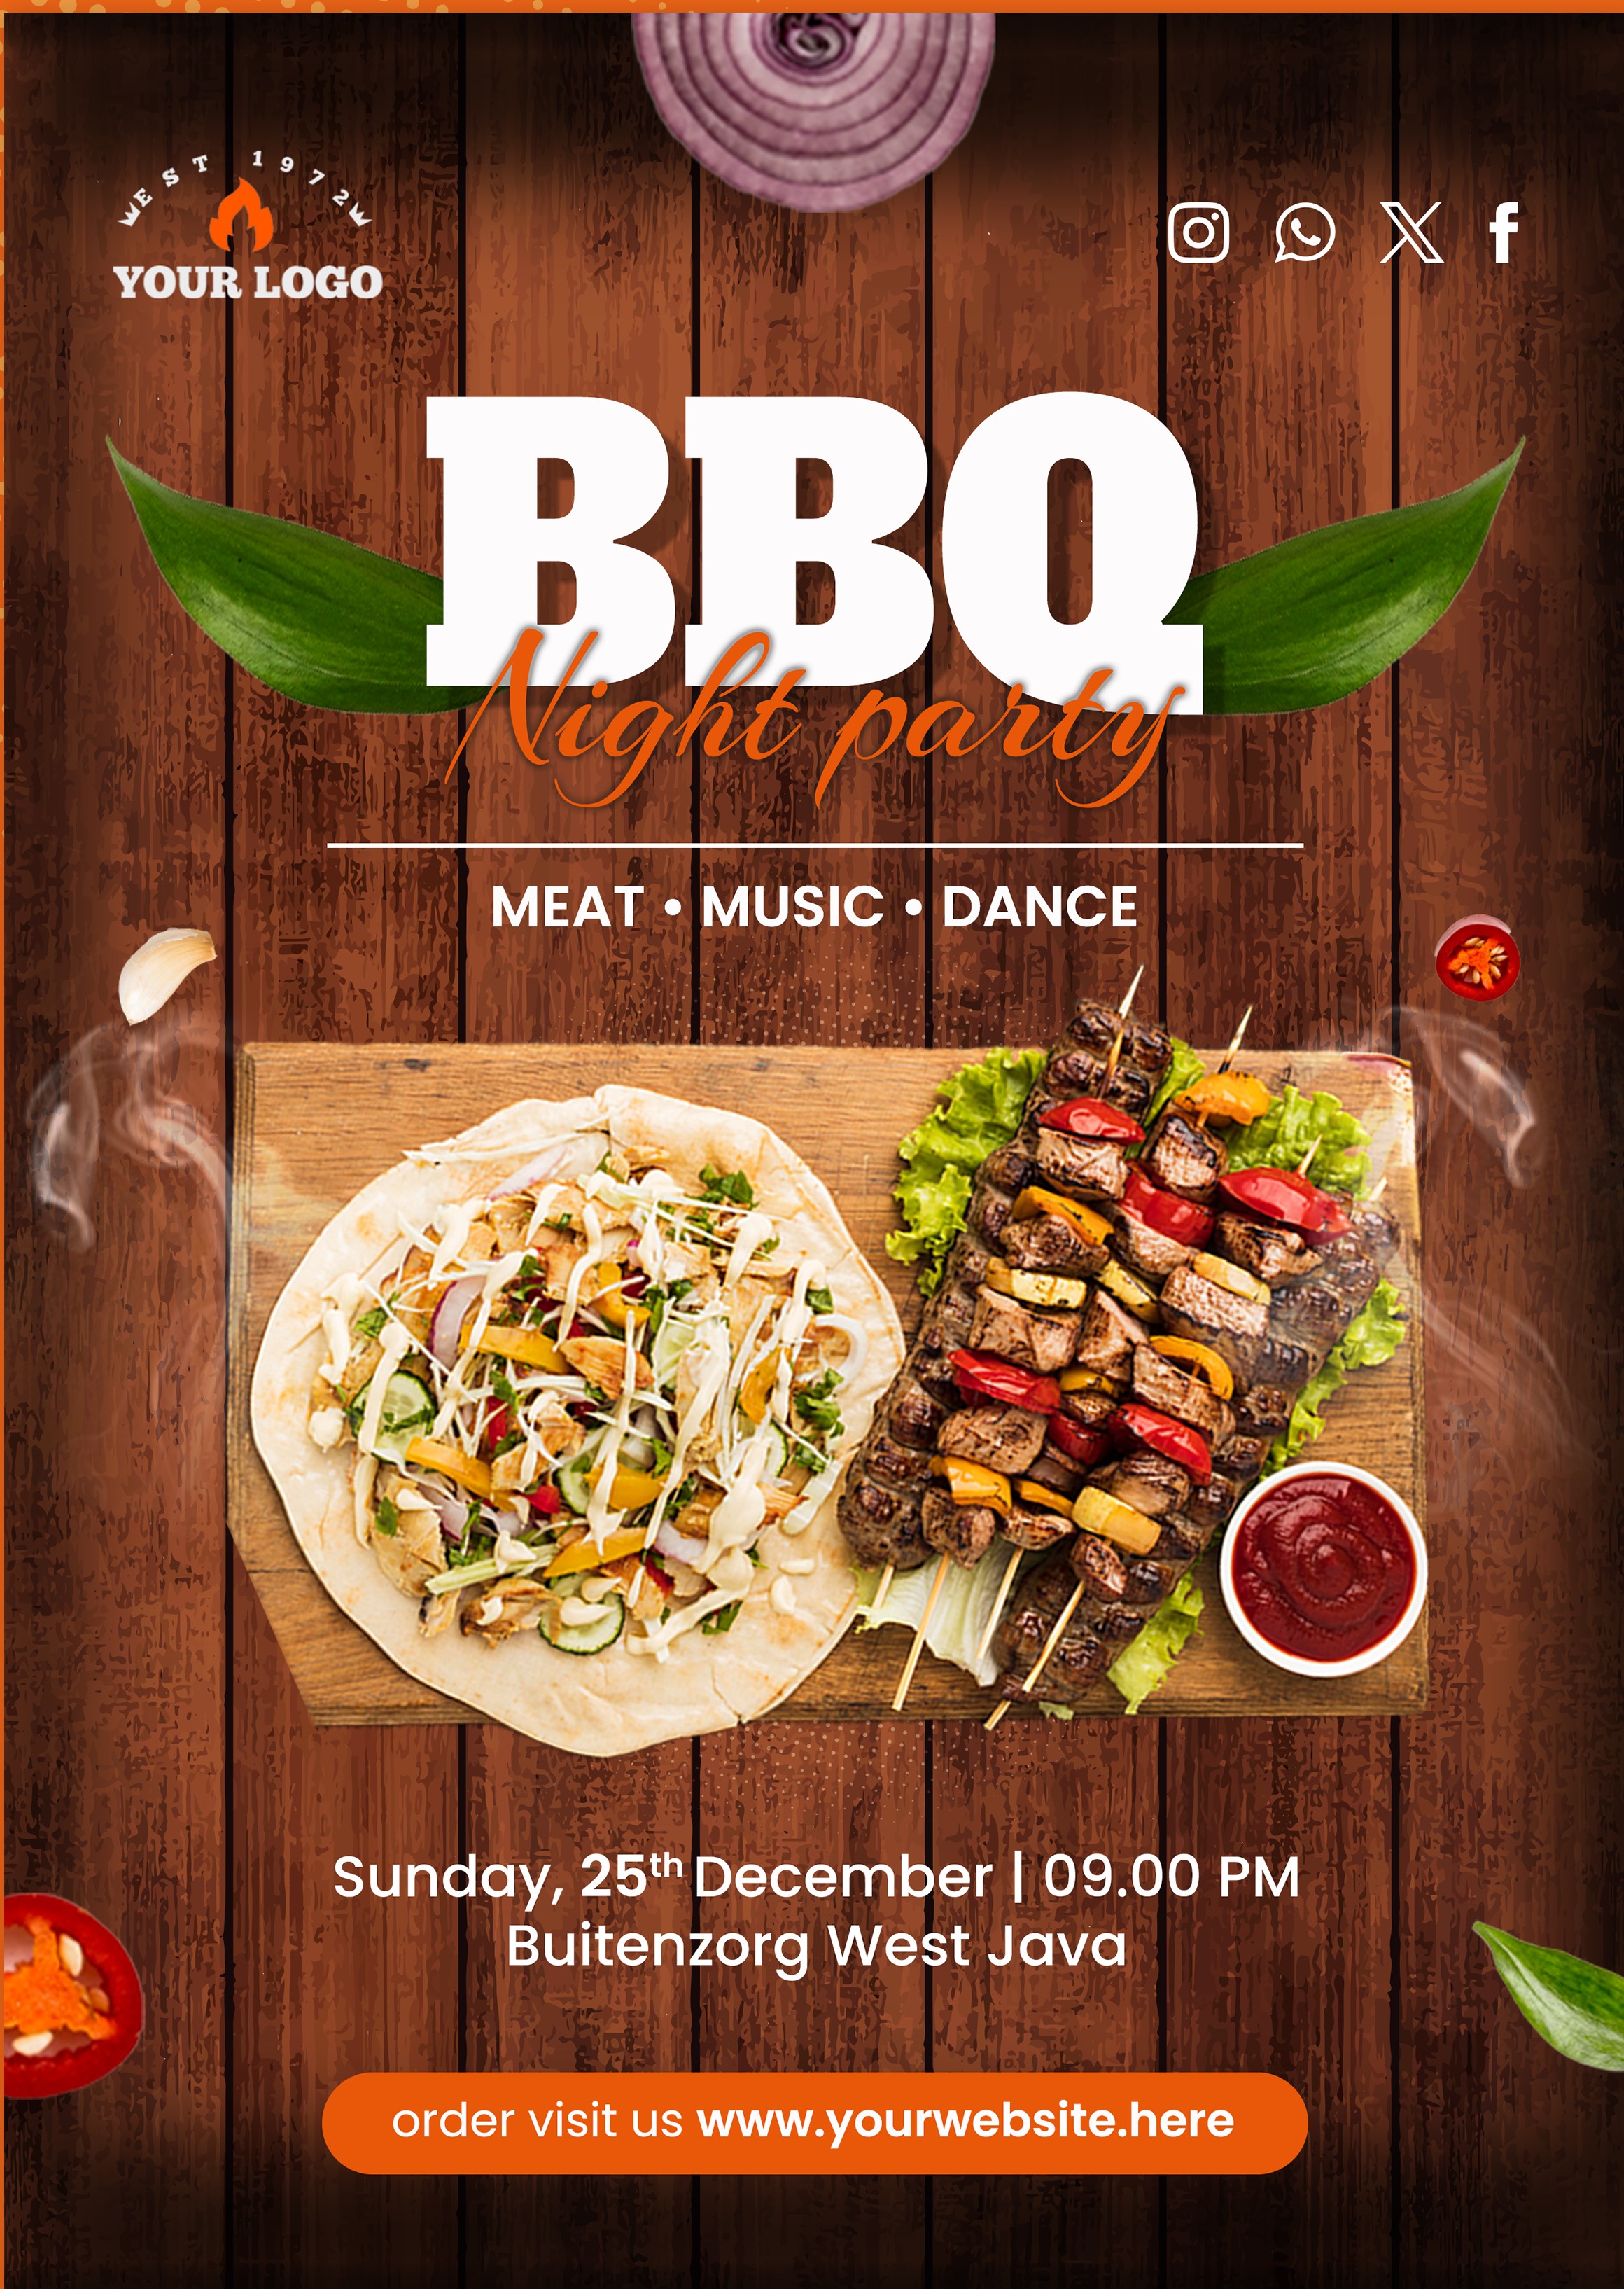 EST 1972
YOUR LOGO
BBQ
Night party
MEAT • MUSIC • DANCE
Sunday, 25th December | 09.00 PM
Buitenzorg West Java
order visit us www.yourwebsite.here